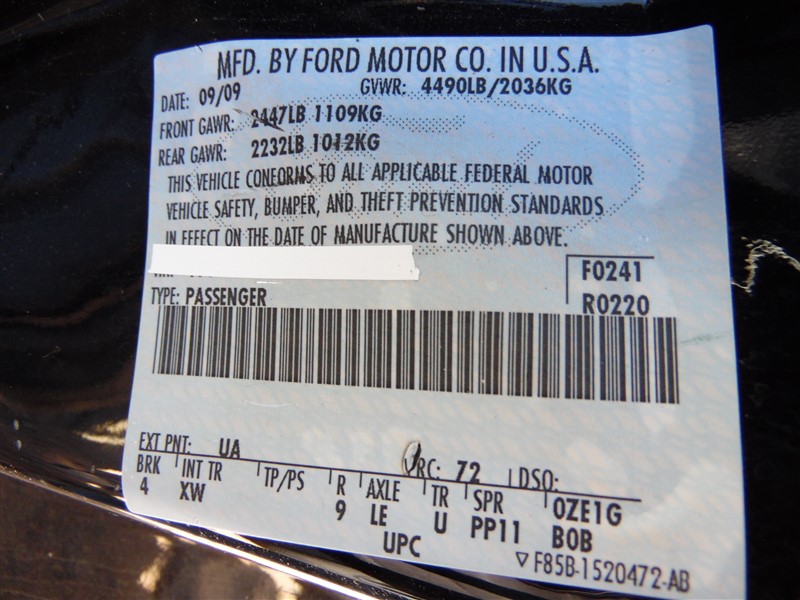 MFD. BY FORD MOTOR CO. IN U.S.A.
DATE: 09/09 GVWR: 4490LB/2036KG
FRONT GAWR: 2447LB 1109KG
REAR GAWR: 2232LB 1012KG
THIS VEHICLE CONFORMS TO ALL APPLICABLE FEDERAL MOTOR
VEHICLE SAFETY, BUMPER, AND THEFT PREVENTION STANDARDS
IN EFFECT ON THE DATE OF MANUFACTURE SHOWN ABOVE.
F0241
TYPE: PASSENGER R0220
EXT PNT: UA RC: 72 DSO:
BRK INT TR TP/PS R AXLE TR SPR 0ZE1G
4 XW 9 LE U PP11 B0B
UPC
F85B-1520472-AB